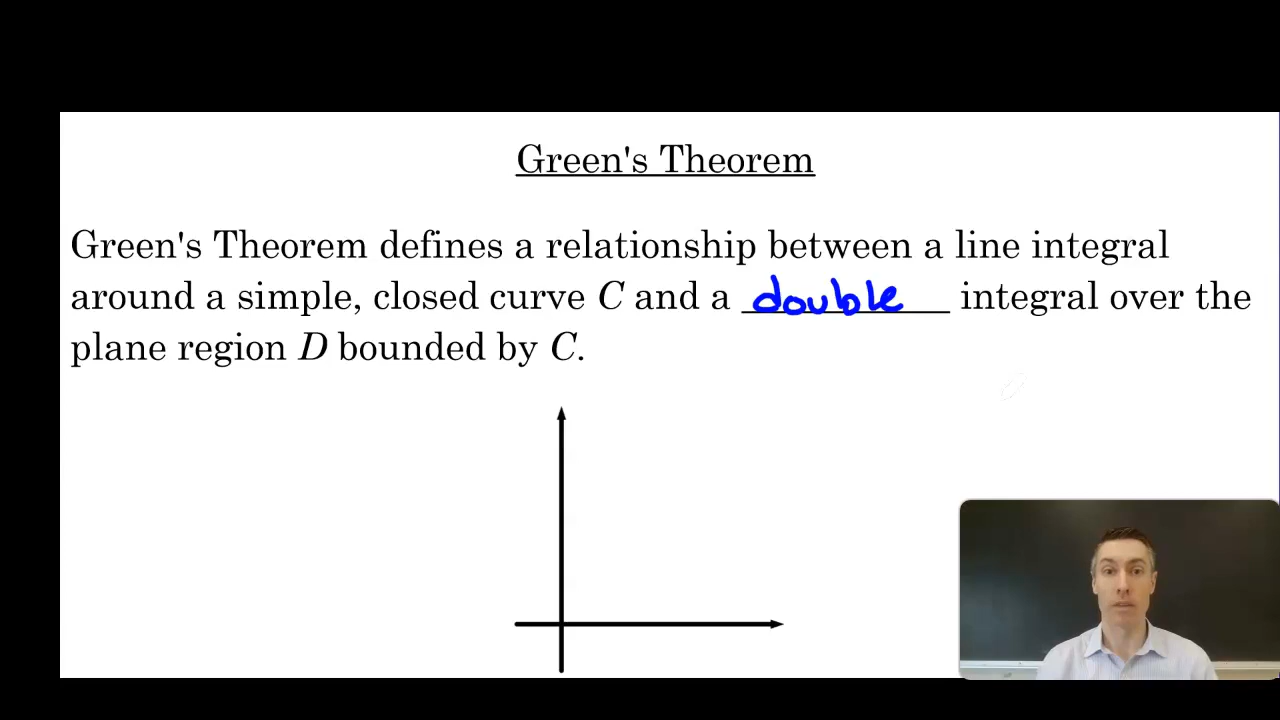 Green's Theorem
Green's Theorem defines a relationship between a line integral
around a simple, closed curve C and a double integral over the
plane region D bounded by C.